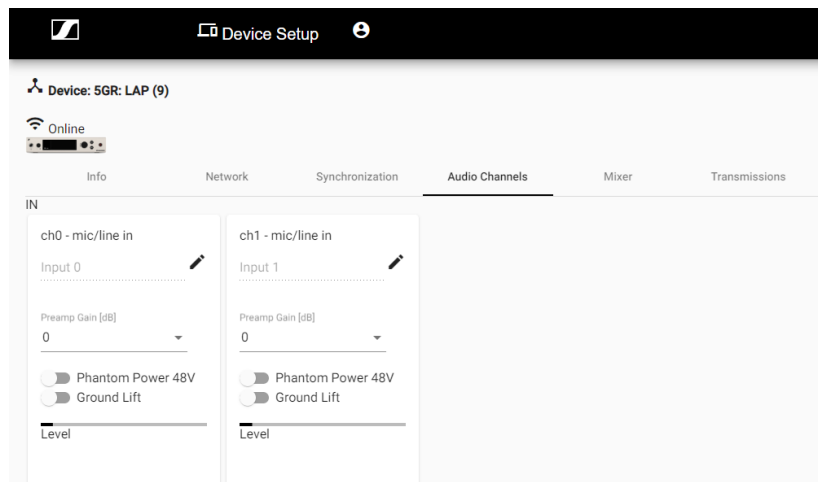 Device Setup
Device: 5GR: LAP (9)
Online
Info Network Synchronization Audio Channels Mixer Transmissions
IN
ch0 - mic/line in ch1 - mic/line in
Input 0 Input 1
Preamp Gain [dB] Preamp Gain [dB]
0 0
Phantom Power 48V Phantom Power 48V
Ground Lift Ground Lift
Level Level